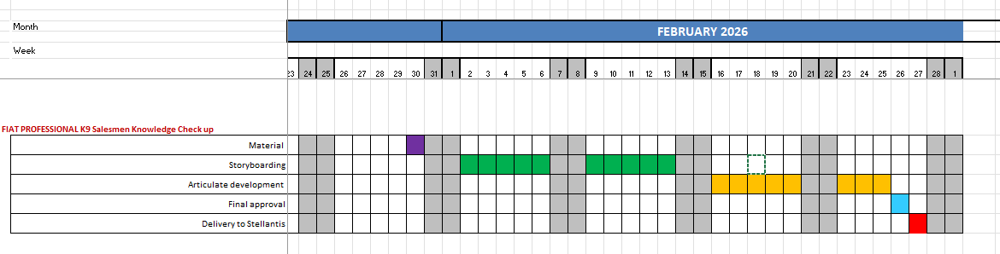 Month
FEBRUARY 2026
Week
23 24 25 26 27 28 29 30 31 1 2 3 4 5 6 7 8 9 10 11 12 13 14 15 16 17 18 19 20 21 22 23 24 25 26 27 28 1
FIAT PROFESSIONAL K9 Salesmen Knowledge Check up
Material
Storyboarding
Articulate development
Final approval
Delivery to Stellantis